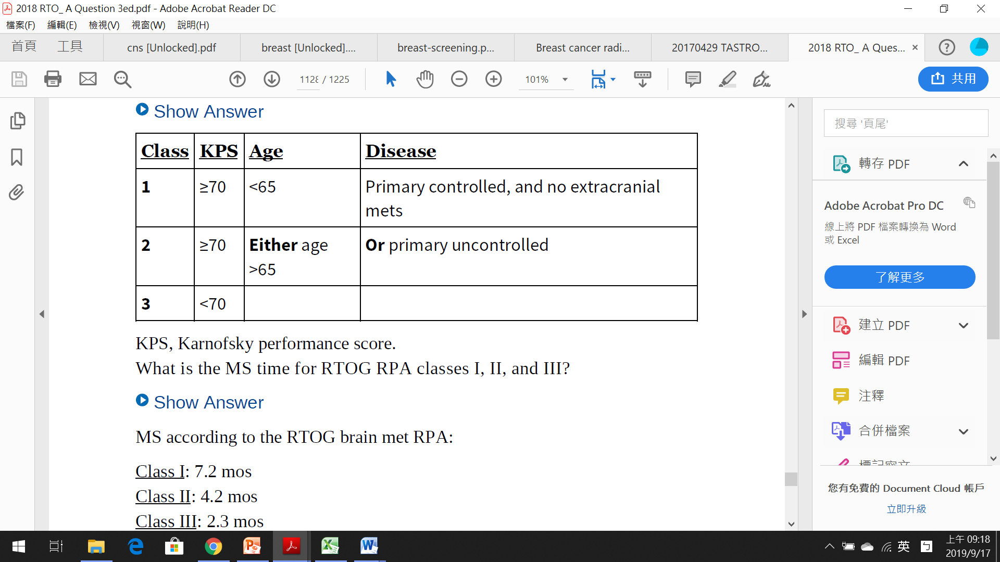 2018 RTO_ A Question 3ed.pdf - Adobe Acrobat Reader DC
檔案(F) 編輯(E) 檢視(V) 視窗(W) 說明(H)
首頁 工具 cns [Unlocked].pdf breast [Unlocked].... breast-screening.p... Breast cancer radi... 20170429 TASTRO... 2018 RTO_ A Ques...
/ 1225 101% 共用
Show Answer
搜尋 '頁尾'
Class KPS Age Disease
1 ≥70 <65 Primary controlled, and no extracranial
mets
2 ≥70 Either age Or primary uncontrolled
>65
3 <70
KPS, Karnofsky performance score.
What is the MS time for RTOG RPA classes I, II, and III?
Show Answer
MS according to the RTOG brain met RPA:
Class I: 7.2 mos
Class II: 4.2 mos
Class III: 2.3 mos
轉存 PDF
Adobe Acrobat Pro DC
線上將 PDF 檔案轉換為 Word
或 Excel
了解更多
建立 PDF
編輯 PDF
注釋
合併檔案
您有免費的 Document Cloud 帳戶
立即升級
英 ㄅ
上午 09:18
2019/9/17